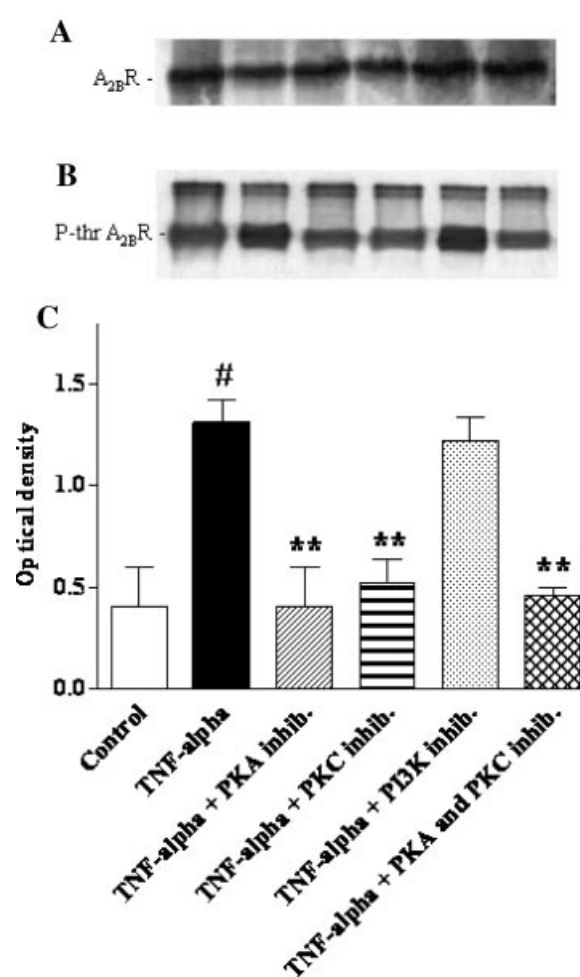 A
A2BR -
B
P-thr A2BR -
C
#
1.5
1.0
**
**
**
0.5
0.0
Optical density
Control
TNF-alpha
TNF-alpha + PKA inhib.
TNF-alpha + PKC inhib.
TNF-alpha + PI3K inhib.
TNF-alpha + PKA and PKC inhib.